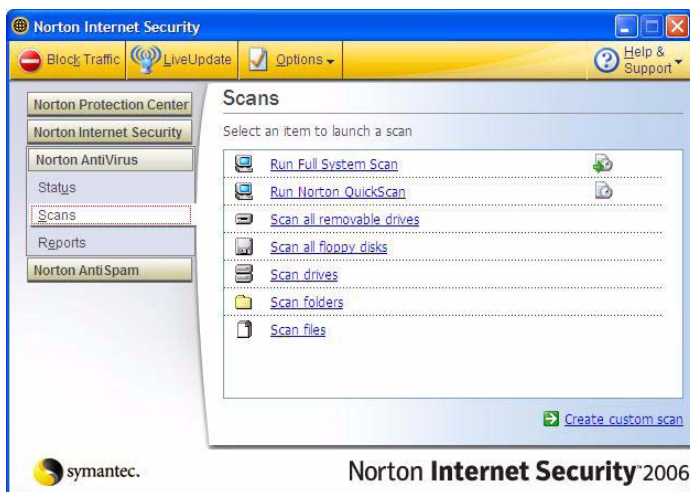 Norton Internet Security
Block Traffic
LiveUpdate
Options
Help & Support
Norton Protection Center
Norton Internet Security
Norton AntiVirus
Status
Scans
Reports
Norton AntiSpam
Scans
Select an item to launch a scan
Run Full System Scan
Run Norton QuickScan
Scan all removable drives
Scan all floppy disks
Scan drives
Scan folders
Scan files
Create custom scan
symantec.
Norton Internet Security™ 2006